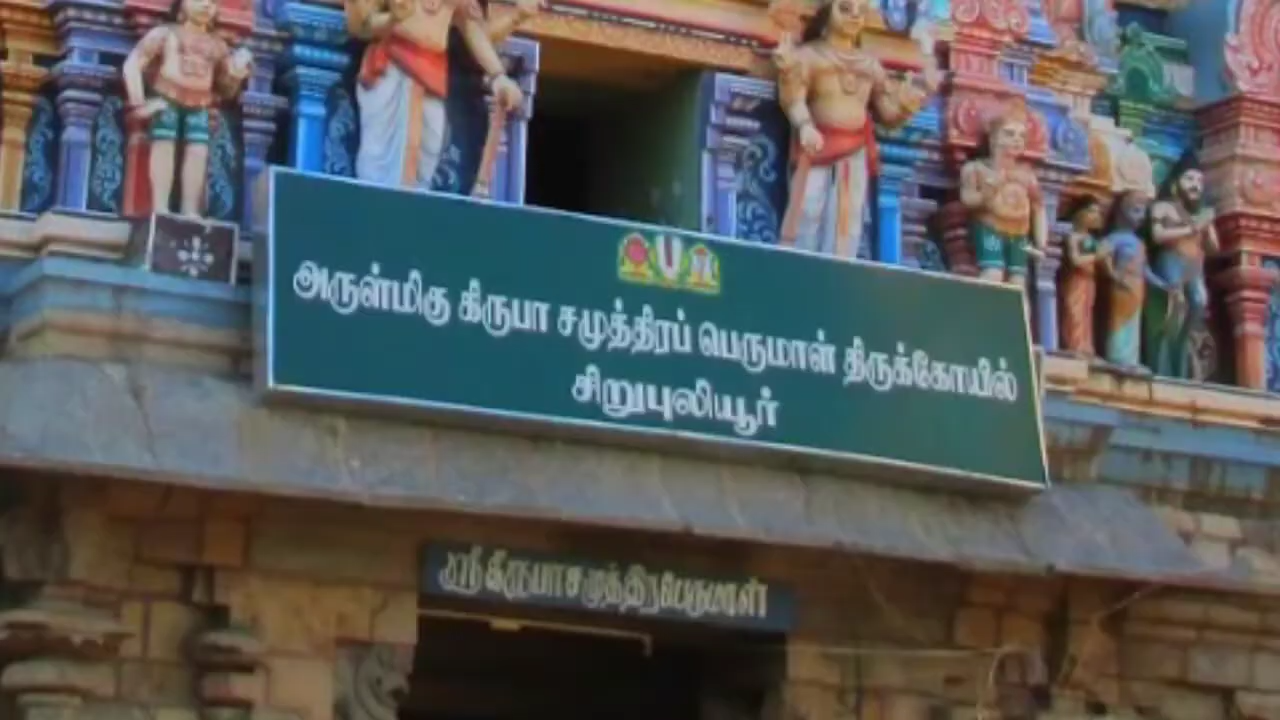 அருள்மிகு கிருபா சமுத்திரப் பெருமாள் திருக்கோயில்
சிறுபுலியூர்
ஸ்ரீ கிருபாசமுத்திரபெருமாள்